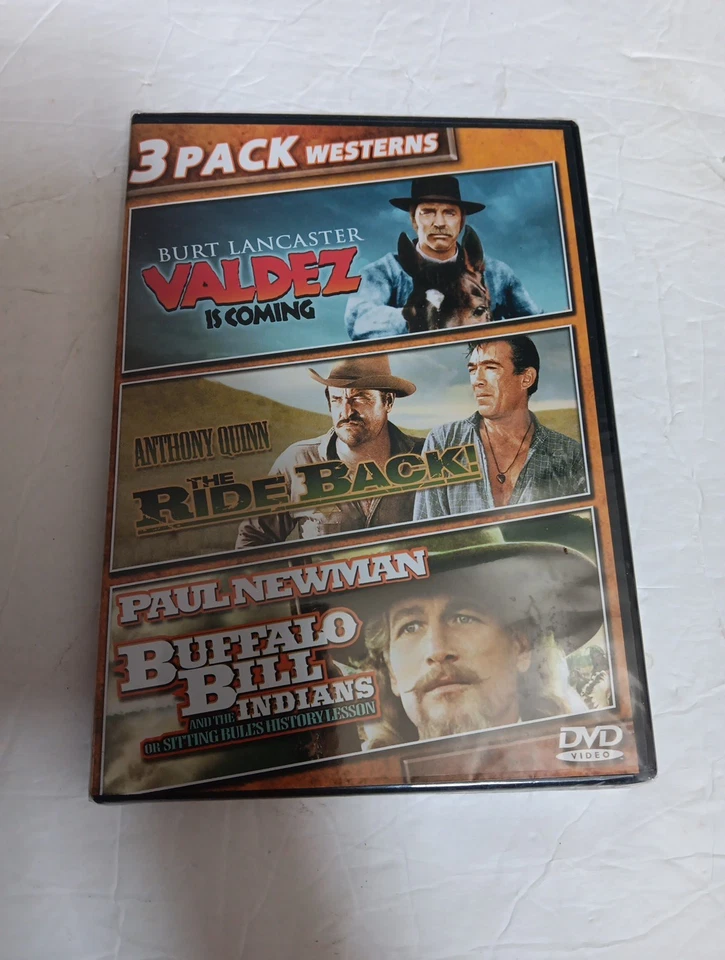 3 PACK WESTERNS
BURT LANCASTER
VALDEZ
IS COMING
ANTHONY QUINN
THE
RIDE BACK!
PAUL NEWMAN
BUFFALO
BILL
AND THE INDIANS
OR SITTING BULL'S HISTORY LESSON
DVD
VIDEO